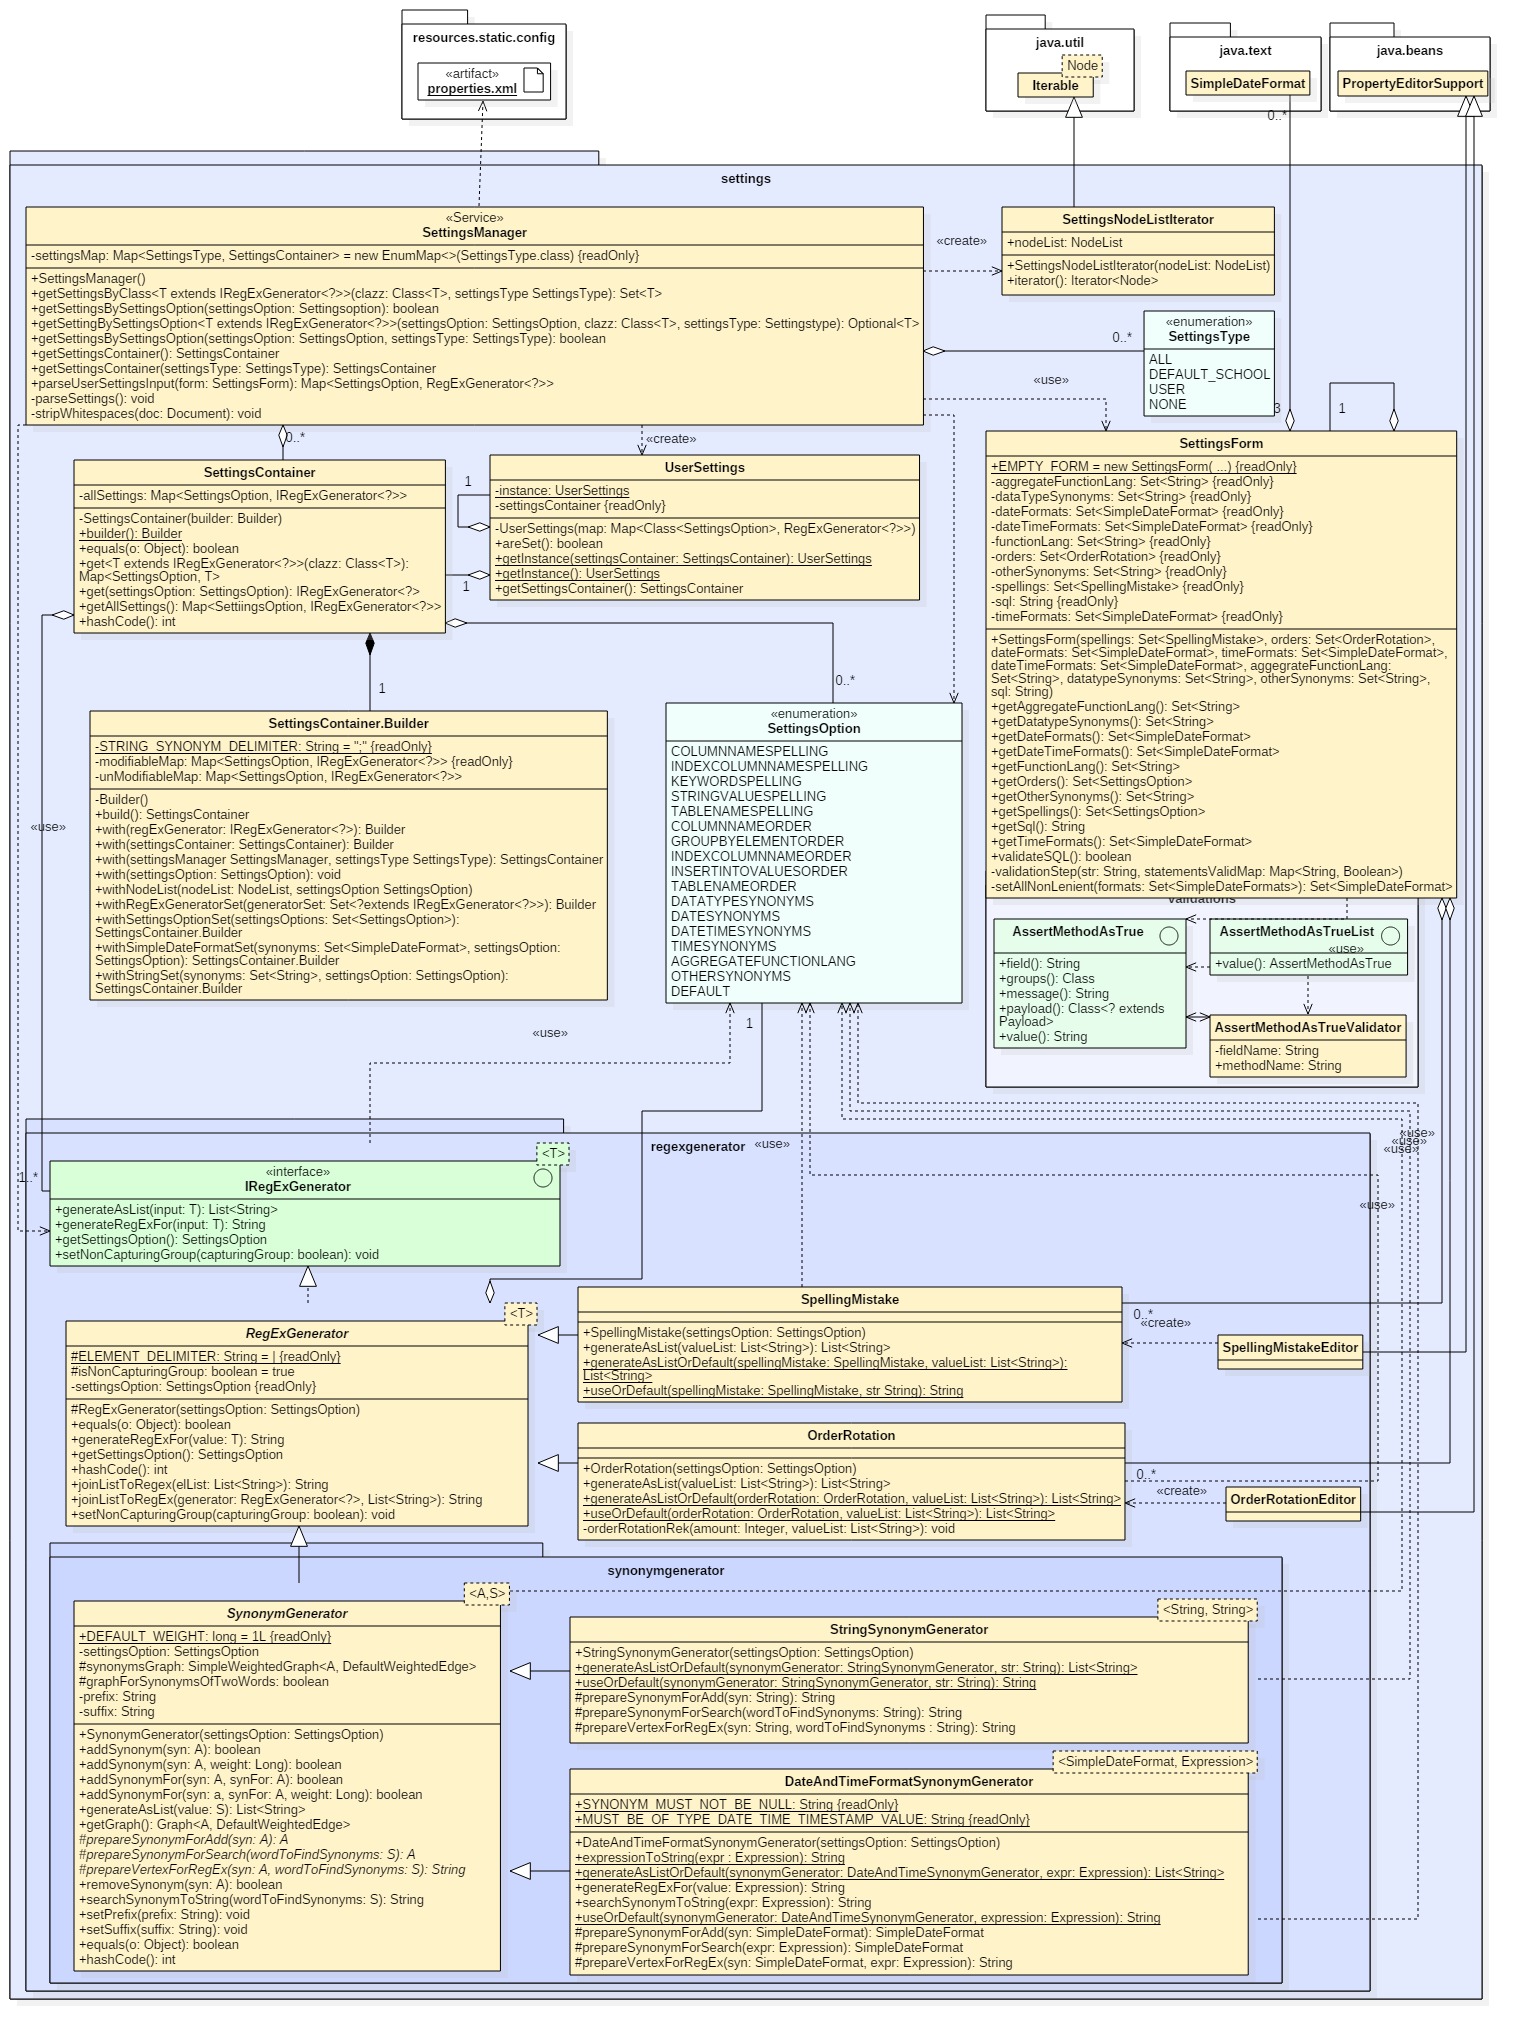 resources.static.config
«artifact»
properties.xml
java.util
Node
Iterable
java.text
SimpleDateFormat
0..*
java.beans
PropertyEditorSupport
settings
«Service»
SettingsManager
-settingsMap: Map<SettingsType, SettingsContainer> = new EnumMap<>(SettingsType.class) {readOnly}
+SettingsManager()
+getSettingsByClass<T extends IRegExGenerator<?>>(clazz: Class<T>, settingsType SettingsType): Set<T>
+getSettingsBySettingsOption(settingsOption: Settingsoption): boolean
+getSettingBySettingsOption<T extends IRegExGenerator<?>>(settingsOption: SettingsOption, clazz: Class<T>, settingsType: Settingstype): Optional<T>
+getSettingsBySettingsOption(settingsOption: SettingsOption, settingsType: SettingsType): boolean
+getSettingsContainer(): SettingsContainer
+getSettingsContainer(settingsType: SettingsType): SettingsContainer
+parseUserSettingsInput(form: SettingsForm): Map<SettingsOption, RegExGenerator<?>>
-parseSettings(): void
-stripWhitespaces(doc: Document): void
«create»
SettingsNodeListIterator
+nodeList: NodeList
+SettingsNodeListIterator(nodeList: NodeList)
+iterator(): Iterator<Node>
0..*
«enumeration»
SettingsType
ALL
DEFAULT_SCHOOL
USER
NONE
«use»
3
1
0..*
«create»
SettingsContainer
-allSettings: Map<SettingsOption, IRegExGenerator<?>>
-SettingsContainer(builder: Builder)
+builder(): Builder
+equals(o: Object): boolean
+get<T extends IRegExGenerator<?>>(clazz: Class<T>):
Map<SettingsOption, T>
+get(settingsOption: SettingsOption): IRegExGenerator<?>
+getAllSettings(): Map<SettiingsOption, IRegExGenerator<?>>
+hashCode(): int
1
1
UserSettings
-instance: UserSettings
-settingsContainer {readOnly}
-UserSettings(map: Map<Class<SettingsOption>, RegExGenerator<?>>)
+areSet(): boolean
+getInstance(settingsContainer: SettingsContainer): UserSettings
+getInstance(): UserSettings
+getSettingsContainer(): SettingsContainer
SettingsForm
+EMPTY_FORM = new SettingsForm( ...) {readOnly}
-aggregateFunctionLang: Set<String> {readOnly}
-dataTypeSynonyms: Set<String> {readOnly}
-dateFormats: Set<SimpleDateFormat> {readOnly}
-dateTimeFormats: Set<SimpleDateFormat> {readOnly}
-functionLang: Set<String> {readOnly}
-orders: Set<OrderRotation> {readOnly}
-otherSynonyms: Set<String> {readOnly}
-spellings: Set<SpellingMistake> {readOnly}
-sql: String {readOnly}
-timeFormats: Set<SimpleDateFormat> {readOnly}
+SettingsForm(spellings: Set<SpellingMistake>, orders: Set<OrderRotation>,
dateFormats: Set<SimpleDateFormat>, timeFormats: Set<SimpleDateFormat>,
dateTimeFormats: Set<SimpleDateFormat>, aggegrateFunctionLang:
Set<String>, datatypeSynonyms: Set<String>, otherSynonyms: Set<String>,
sql: String)
+getAggregateFunctionLang(): Set<String>
+getDatatypeSynonyms(): Set<String>
+getDateFormats(): Set<SimpleDateFormat>
+getDateTimeFormats(): Set<SimpleDateFormat>
+getFunctionLang(): Set<String>
+getOrders(): Set<SettingsOption>
+getOtherSynonyms(): Set<String>
+getSpellings(): Set<SettingsOption>
+getSql(): String
+getTimeFormats(): Set<SimpleDateFormat>
+validateSQL(): boolean
-validationStep(str: String, statementsValidMap: Map<String, Boolean>)
-setAllNonLenient(formats: Set<SimpleDateFormats>): Set<SimpleDateFormat>
1
0..*
SettingsContainer.Builder
-STRING_SYNONYM_DELIMITER: String = ";" {readOnly}
-modifiableMap: Map<SettingsOption, IRegExGenerator<?>> {readOnly}
-unModifiableMap: Map<SettingsOption, IRegExGenerator<?>>
-Builder()
+build(): SettingsContainer
+with(regExGenerator: IRegExGenerator<?>): Builder
+with(settingsContainer: SettingsContainer): Builder
+with(settingsManager SettingsManager, settingsType SettingsType): SettingsContainer
+with(settingsOption: SettingsOption): void
+withNodeList(nodeList: NodeList, settingsOption SettingsOption)
+withRegExGeneratorSet(generatorSet: Set<?extends IRegExGenerator<?>>): Builder
+withSettingsOptionSet(settingsOptions: Set<SettingsOption>):
SettingsContainer.Builder
+withSimpleDateFormatSet(synonyms: Set<SimpleDateFormat>, settingsOption:
SettingsOption): SettingsContainer.Builder
+withStringSet(synonyms: Set<String>, settingsOption: SettingsOption):
SettingsContainer.Builder
«use»
«enumeration»
SettingsOption
COLUMNNAMESPELLING
INDEXCOLUMNNAMESPELLING
KEYWORDSPELLING
STRINGVALUESPELLING
TABLENAMESPELLING
COLUMNNAMEORDER
GROUPBYELEMENTORDER
INDEXCOLUMNNAMEORDER
INSERTINTOVALUESORDER
TABLENAMEORDER
DATATYPESYNONYMS
DATESYNONYMS
DATETIMESYNONYMS
TIMESYNONYMS
AGGREGATEFUNCTIONLANG
OTHERSYNONYMS
DEFAULT
validations
AssertMethodAsTrue
+field(): String
+groups(): Class
+message(): String
+payload(): Class<? extends
Payload>
+value(): String
AssertMethodAsTrueList
«use»
+value(): AssertMethodAsTrue
AssertMethodAsTrueValidator
-fieldName: String
+methodName: String
«use»
1
regexgenerator
«use»
«use»
«use»
«use»
«use»
1..*
<T>
«interface»
IRegExGenerator
+generateAsList(input: T): List<String>
+generateRegExFor(input: T): String
+getSettingsOption(): SettingsOption
+setNonCapturingGroup(capturingGroup: boolean): void
<T>
RegExGenerator
#ELEMENT_DELIMITER: String = | {readOnly}
#isNonCapturingGroup: boolean = true
-settingsOption: SettingsOption {readOnly}
#RegExGenerator(settingsOption: SettingsOption)
+equals(o: Object): boolean
+generateRegExFor(value: T): String
+getSettingsOption(): SettingsOption
+hashCode(): int
+joinListToRegex(elList: List<String>): String
+joinListToRegEx(generator: RegExGenerator<?>, List<String>): String
+setNonCapturingGroup(capturingGroup: boolean): void
SpellingMistake
+SpellingMistake(settingsOption: SettingsOption)
+generateAsList(valueList: List<String>): List<String>
+generateAsListOrDefault(spellingMistake: SpellingMistake, valueList: List<String>):
List<String>
+useOrDefault(spellingMistake: SpellingMistake, str String): String
0..*
«create»
SpellingMistakeEditor
OrderRotation
+OrderRotation(settingsOption: SettingsOption)
+generateAsList(valueList: List<String>): List<String>
+generateAsListOrDefault(orderRotation: OrderRotation, valueList: List<String>): List<String>
+useOrDefault(orderRotation: OrderRotation, valueList: List<String>): List<String>
-orderRotationRek(amount: Integer, valueList: List<String>): void
0..*
«create»
OrderRotationEditor
synonymgenerator
<A,S>
SynonymGenerator
+DEFAULT_WEIGHT: long = 1L {readOnly}
-settingsOption: SettingsOption
#synonymsGraph: SimpleWeightedGraph<A, DefaultWeightedEdge>
#graphForSynonymsOfTwoWords: boolean
-prefix: String
-suffix: String
+SynonymGenerator(settingsOption: SettingsOption)
+addSynonym(syn: A): boolean
+addSynonym(syn: A, weight: Long): boolean
+addSynonymFor(syn: A, synFor: A): boolean
+addSynonymFor(syn: a, synFor: A, weight: Long): boolean
+generateAsList(value: S): List<String>
+getGraph(): Graph<A, DefaultWeightedEdge>
#prepareSynonymForAdd(syn: A): A
#prepareSynonymForSearch(wordToFindSynonyms: S): A
#prepareVertexForRegEx(syn: A, wordToFindSynonyms: S): String
+removeSynonym(syn: A): boolean
+searchSynonymToString(wordToFindSynonyms: S): String
+setPrefix(prefix: String): void
+setSuffix(suffix: String): void
+equals(o: Object): boolean
+hashCode(): int
<String, String>
StringSynonymGenerator
+StringSynonymGenerator(settingsOption: SettingsOption)
+generateAsListOrDefault(synonymGenerator: StringSynonymGenerator, str: String): List<String>
+useOrDefault(synonymGenerator: StringSynonymGenerator, str: String): String
#prepareSynonymForAdd(syn: String): String
#prepareSynonymForSearch(wordToFindSynonyms: String): String
#prepareVertexForRegEx(syn: String, wordToFindSynonyms : String): String
<SimpleDateFormat, Expression>
DateAndTimeFormatSynonymGenerator
+SYNONYM_MUST_NOT_BE_NULL: String {readOnly}
+MUST_BE_OF_TYPE_DATE_TIME_TIMESTAMP_VALUE: String {readOnly}
+DateAndTimeFormatSynonymGenerator(settingsOption: SettingsOption)
+expressionToString(expr : Expression): String
+generateAsListOrDefault(synonymGenerator: DateAndTimeSynonymGenerator, expr: Expression): List<String>
+generateRegExFor(value: Expression): String
+searchSynonymToString(expr: Expression): String
+useOrDefault(synonymGenerator: DateAndTimeSynonymGenerator, expression: Expression): String
#prepareSynonymForAdd(syn: SimpleDateFormat): SimpleDateFormat
#prepareSynonymForSearch(expr: Expression): SimpleDateFormat
#prepareVertexForRegEx(syn: SimpleDateFormat, expr: Expression): String